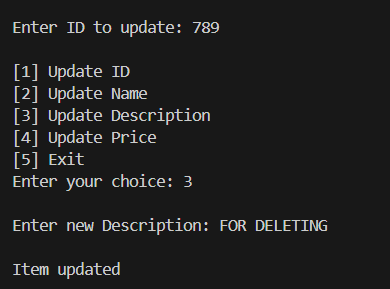 Enter ID to update: 789
[1] Update ID
[2] Update Name
[3] Update Description
[4] Update Price
[5] Exit
Enter your choice: 3
Enter new Description: FOR DELETING
Item updated